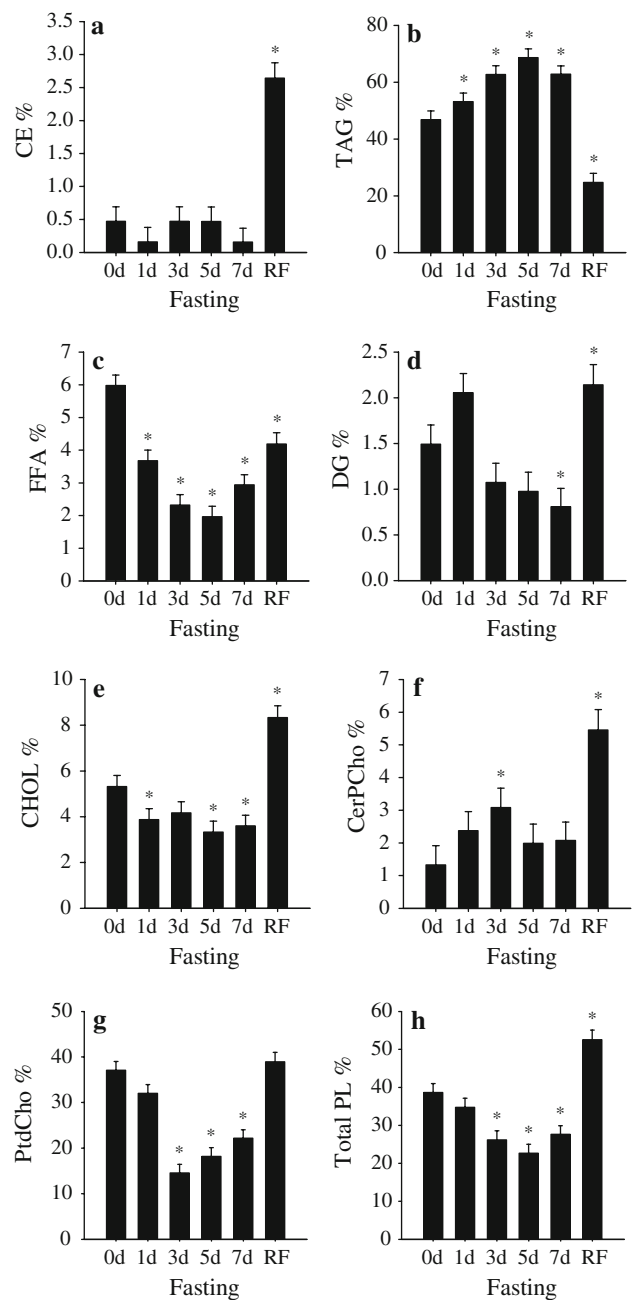 a
CE %
3.5
3.0
2.5
2.0
1.5
1.0
0.5
0.0
*
0d 1d 3d 5d 7d RF
Fasting
b
TAG %
80
60
40
20
0
* * * * *
0d 1d 3d 5d 7d RF
Fasting
c
FFA %
7
6
5
4
3
2
1
0
* * * * *
0d 1d 3d 5d 7d RF
Fasting
d
DG %
2.5
2.0
1.5
1.0
0.5
0.0
* *
0d 1d 3d 5d 7d RF
Fasting
e
CHOL %
10
8
6
4
2
0
* * * *
0d 1d 3d 5d 7d RF
Fasting
f
CerPCho %
7
6
5
4
3
2
1
0
* *
0d 1d 3d 5d 7d RF
Fasting
g
PtdCho %
50
40
30
20
10
0
* * *
0d 1d 3d 5d 7d RF
Fasting
h
Total PL %
60
50
40
30
20
10
0
* * * *
0d 1d 3d 5d 7d RF
Fasting